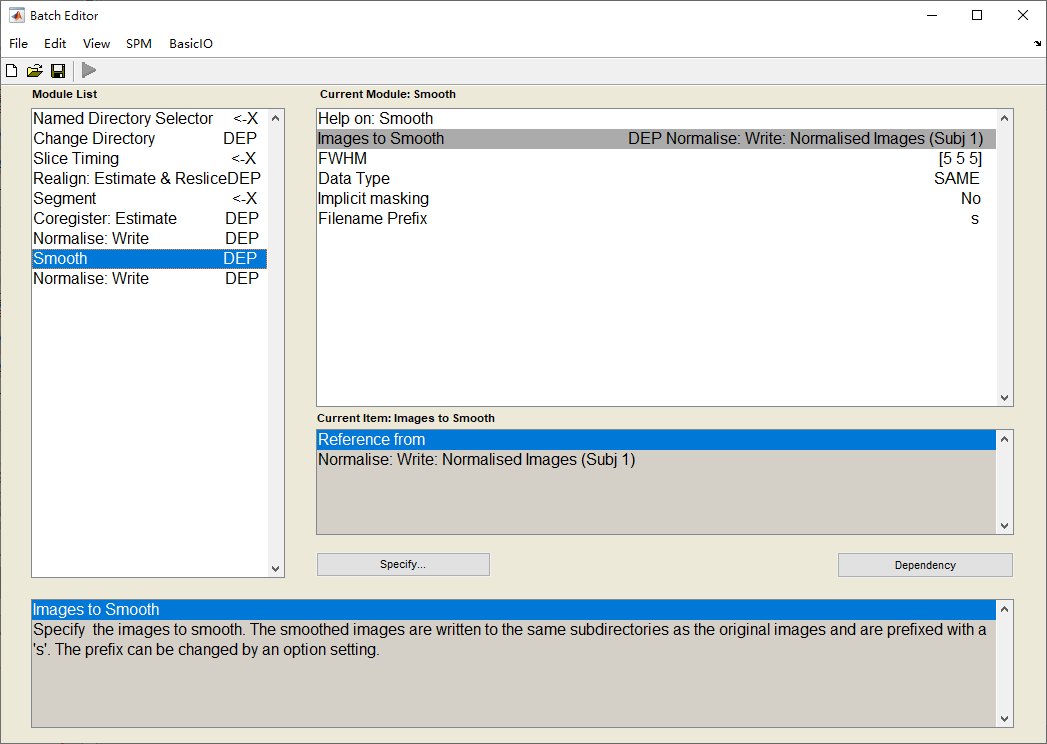 Batch Editor
File Edit View SPM BasicIO
Module List
Named Directory Selector <-X
Change Directory DEP
Slice Timing <-X
Realign: Estimate & ResliceDEP
Segment <-X
Coregister: Estimate DEP
Normalise: Write DEP
Smooth DEP
Normalise: Write DEP
Current Module: Smooth
Help on: Smooth
Images to Smooth DEP Normalise: Write: Normalised Images (Subj 1)
FWHM [5 5 5]
Data Type SAME
Implicit masking No
Filename Prefix s
Current Item: Images to Smooth
Reference from
Normalise: Write: Normalised Images (Subj 1)
Specify...
Dependency
Images to Smooth
Specify the images to smooth. The smoothed images are written to the same subdirectories as the original images and are prefixed with a
's'. The prefix can be changed by an option setting.